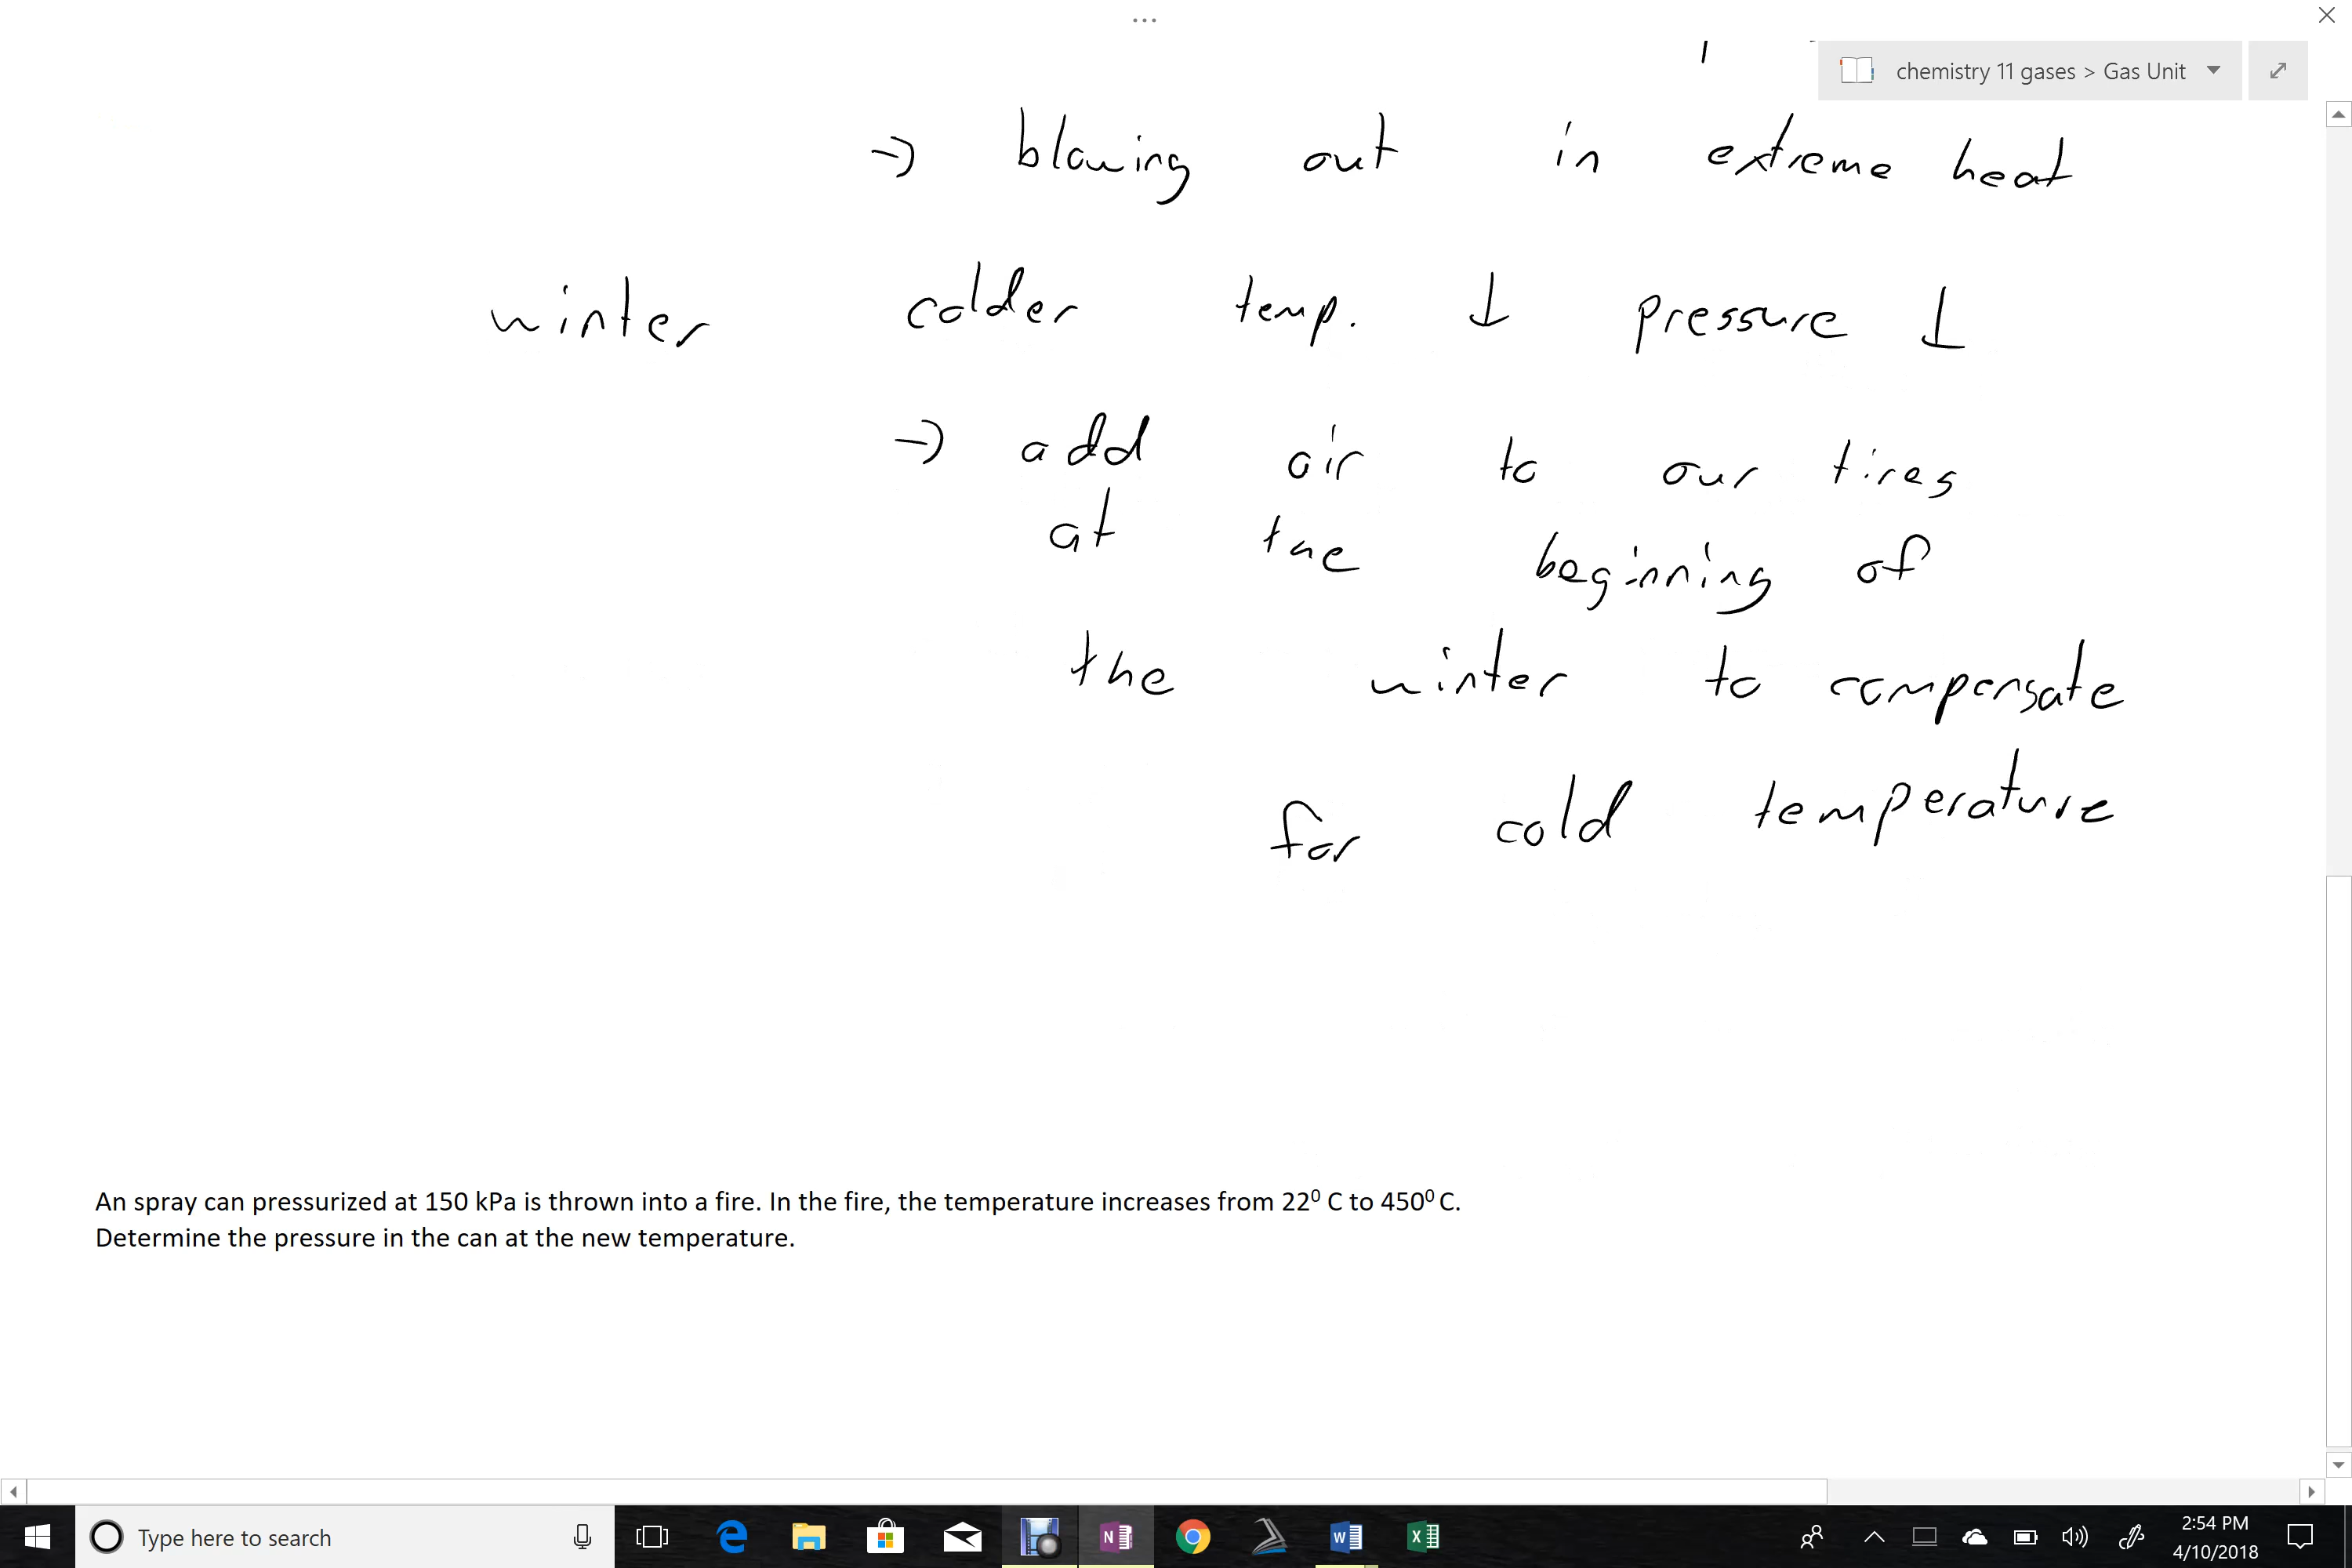 chemistry 11 gases > Gas Unit
→ blowing out in extreme heat
winter colder temp. ↓ pressure ↓
→ add air to our tires
at the beginning of
the winter to compensate
for cold temperature
An spray can pressurized at 150 kPa is thrown into a fire. In the fire, the temperature increases from 22⁰ C to 450⁰ C.
Determine the pressure in the can at the new temperature.
Type here to search
2:54 PM
4/10/2018